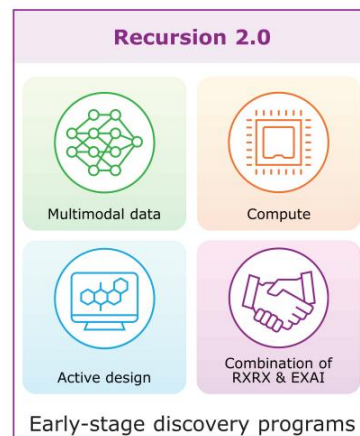 Recursion 2.0
Multimodal data
Compute
Active design
Combination of
RXRX & EXAI
Early-stage discovery programs